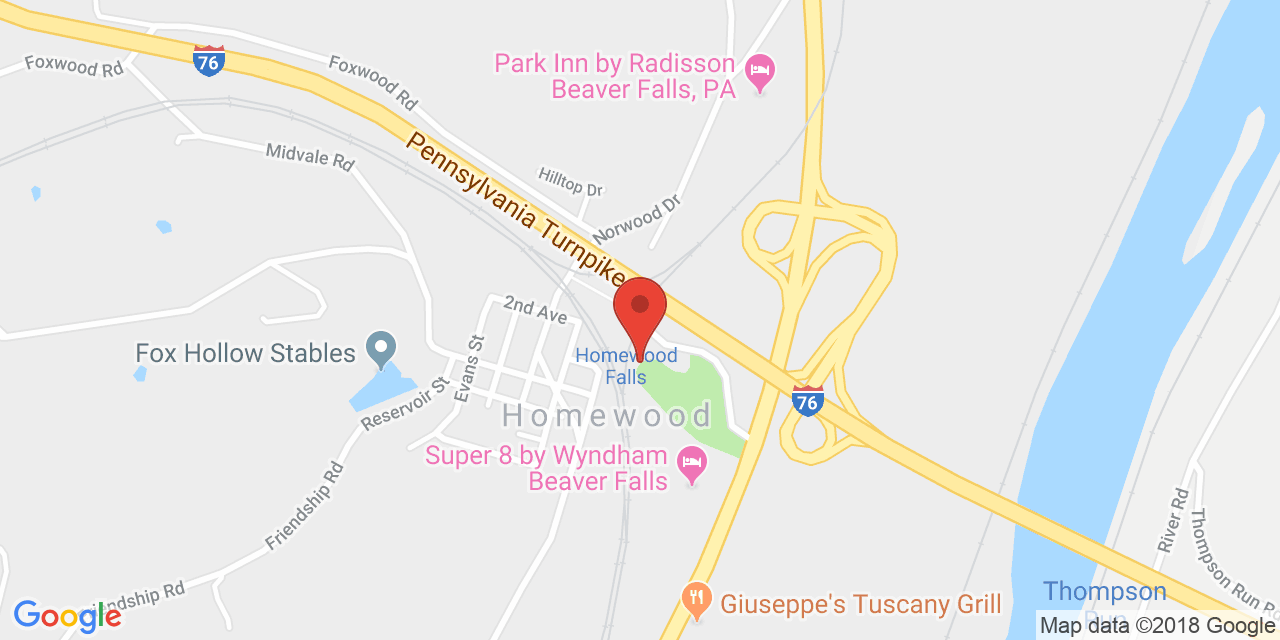 76
Foxwood Rd
Foxwood Rd
Park Inn by Radisson
Beaver Falls, PA
Midvale Rd
Pennsylvania Turnpike
Hilltop Dr
Norwood Dr
2nd Ave
Evans St
Fox Hollow Stables
Homewood
Falls
Reservoir St
76
Homewood
Super 8 by Wyndham
Beaver Falls
Friendship Rd
River Rd
Thompson Run Rd
Friendship Rd
Giuseppe's Tuscany Grill
Thompson
Run
Google
Map data ©2018 Google